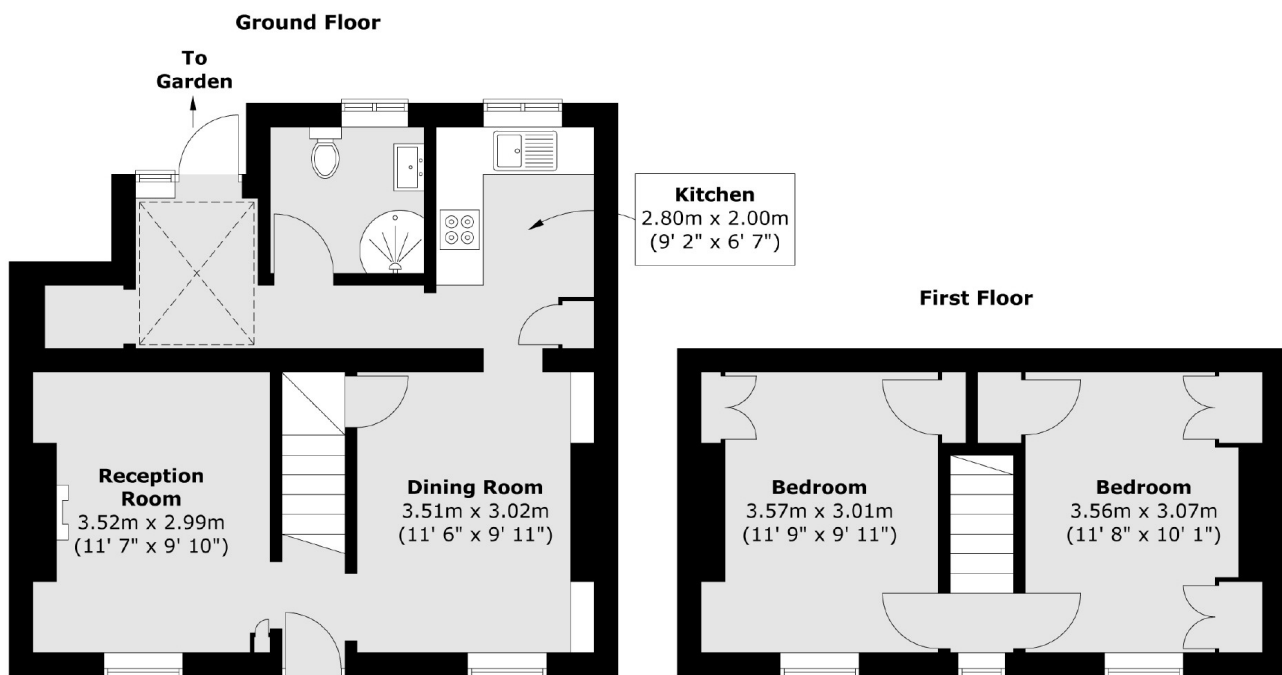 Ground Floor
To
Garden
Kitchen
2.80m x 2.00m
(9' 2" x 6' 7")
First Floor
Reception
Room
3.52m x 2.99m
(11' 7" x 9' 10")
Dining Room
3.51m x 3.02m
(11' 6" x 9' 11")
Bedroom
3.57m x 3.01m
(11' 9" x 9' 11")
Bedroom
3.56m x 3.07m
(11' 8" x 10' 1")